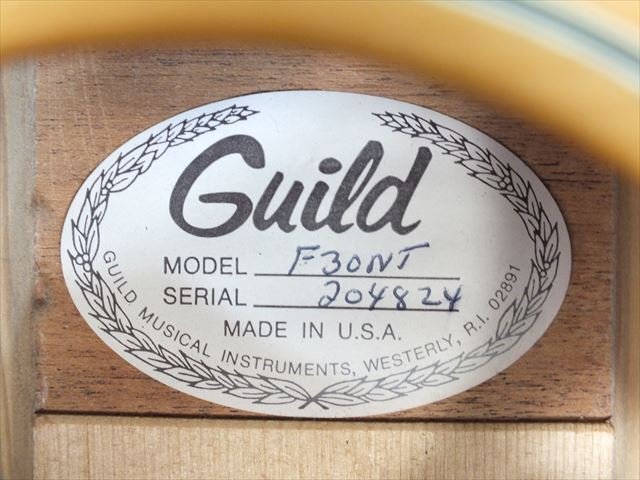 Guild
MODEL F30NT
SERIAL 204824
MADE IN U.S.A.
GUILD MUSICAL INSTRUMENTS, WESTERLY, R.I. 02891